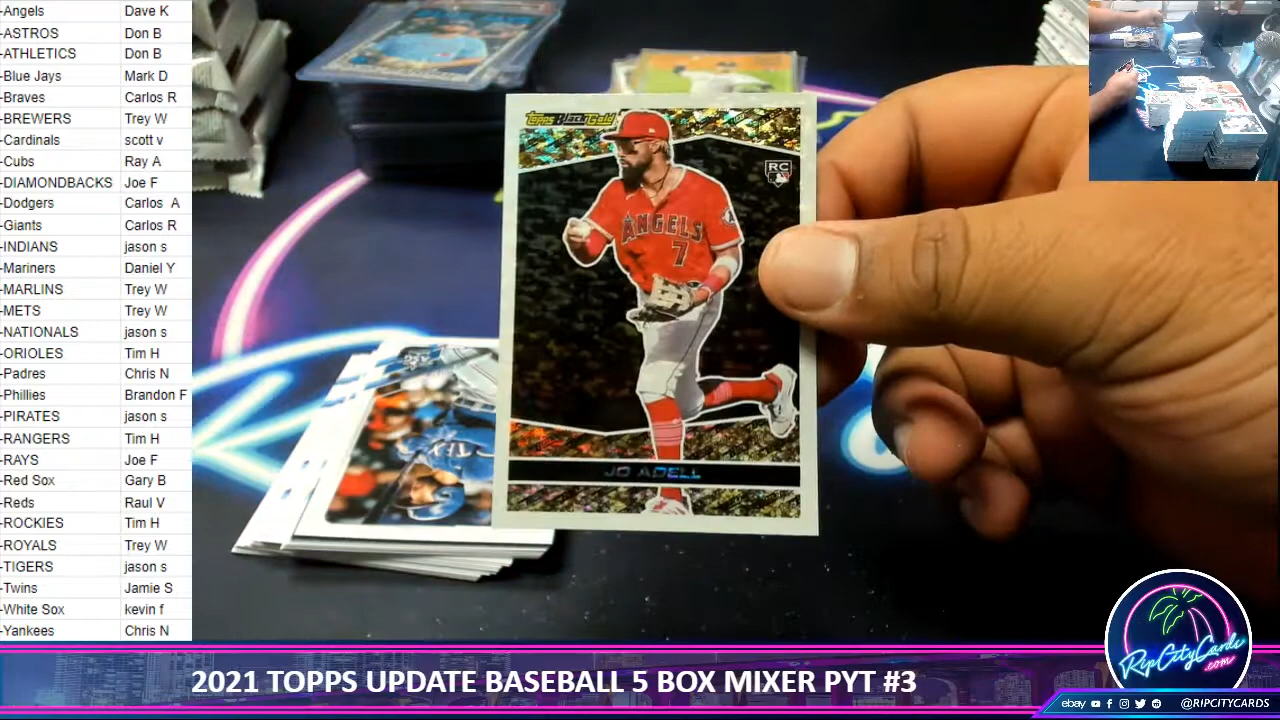 -Angels Dave K
-ASTROS Don B
-ATHLETICS Don B
-Blue Jays Mark D
-Braves Carlos R
-BREWERS Trey W
-Cardinals scott v
-Cubs Ray A
-DIAMONDBACKS Joe F
-Dodgers Carlos A
-Giants Carlos R
-INDIANS jason s
-Mariners Daniel Y
-MARLINS Trey W
-METS Trey W
-NATIONALS jason s
-ORIOLES Tim H
-Padres Chris N
-Phillies Brandon F
-PIRATES jason s
-RANGERS Tim H
-RAYS Joe F
-Red Sox Gary B
-Reds Raul V
-ROCKIES Tim H
-ROYALS Trey W
-TIGERS jason s
-Twins Jamie S
-White Sox kevin f
-Yankees Chris N
Topps Black Gold
RC
ANGELS
7
JO ADELL
RipCityCards
.com
2021 TOPPS UPDATE BASEBALL 5 BOX MIXER PYT #3
ebay @RIPCITYCARDS